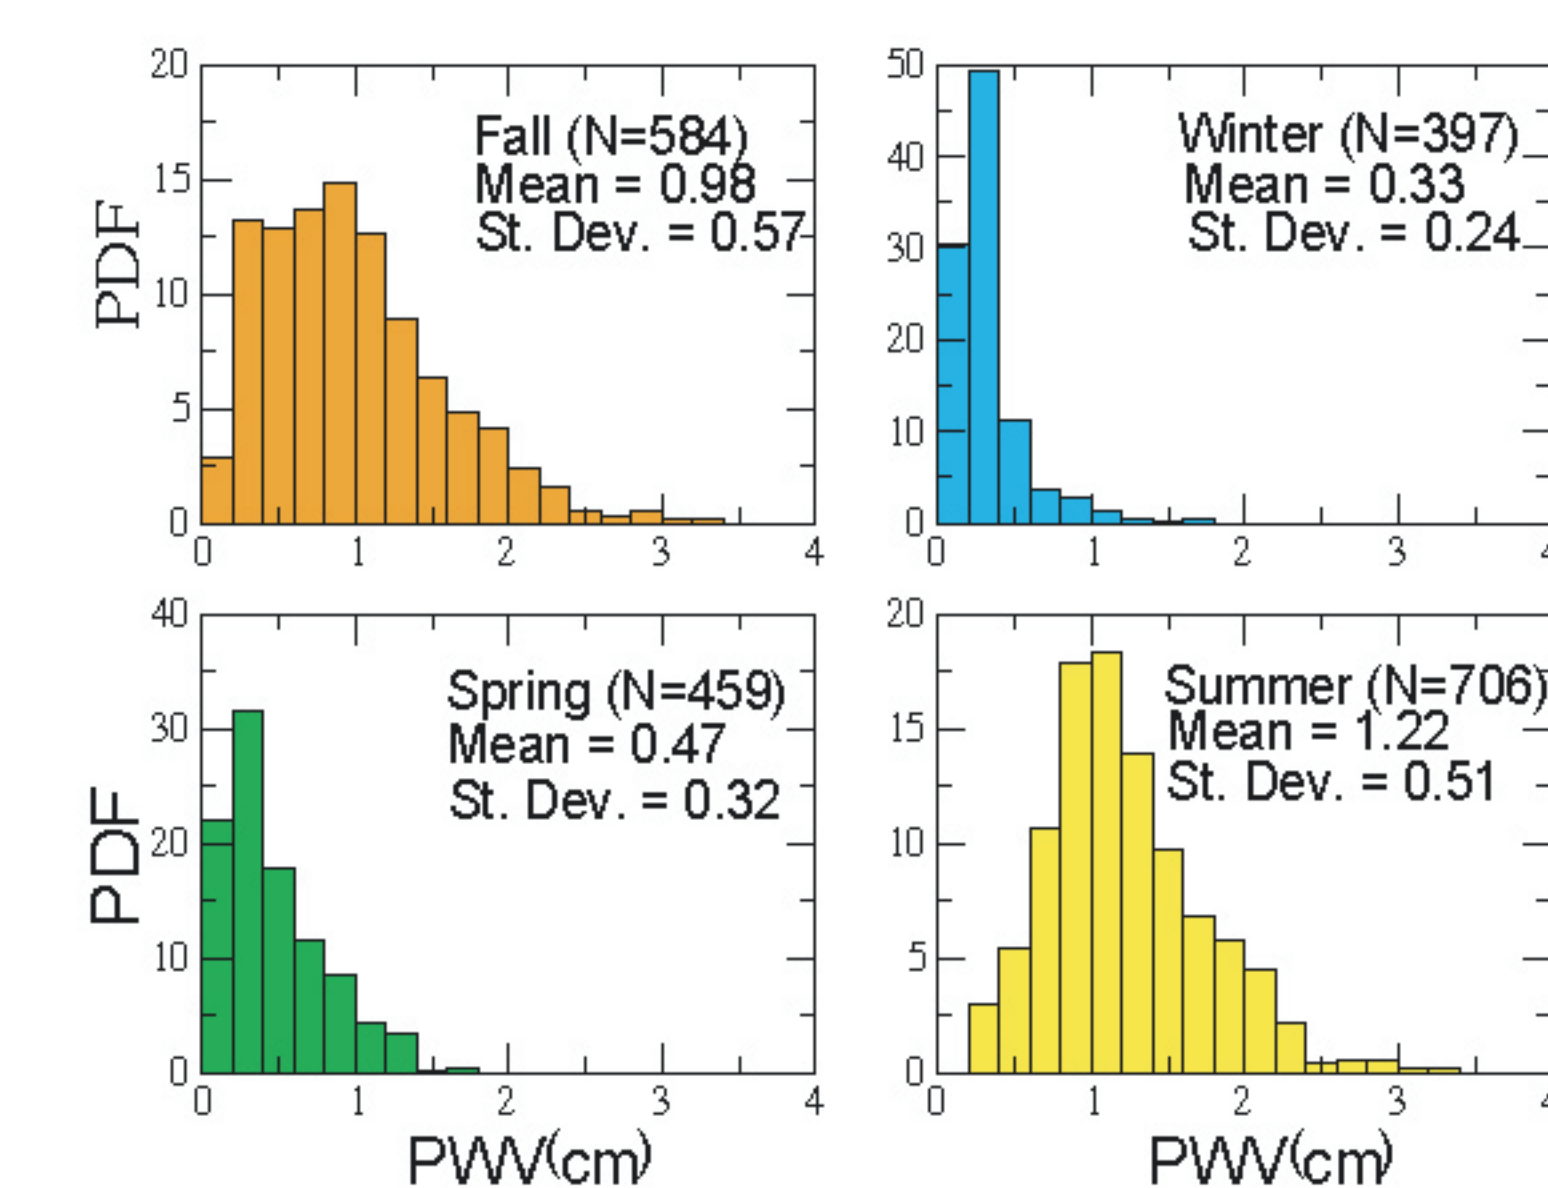 20
15
10
5
0
PDF
Fall (N=584)
Mean = 0.98
St. Dev. = 0.57
0 1 2 3 4
50
40
30
20
10
0
Winter (N=397)
Mean = 0.33
St. Dev. = 0.24
0 1 2 3 4
40
30
20
10
0
PDF
Spring (N=459)
Mean = 0.47
St. Dev. = 0.32
0 1 2 3 4
PWV(cm)
20
15
10
5
0
Summer (N=706)
Mean = 1.22
St. Dev. = 0.51
0 1 2 3 4
PWV(cm)